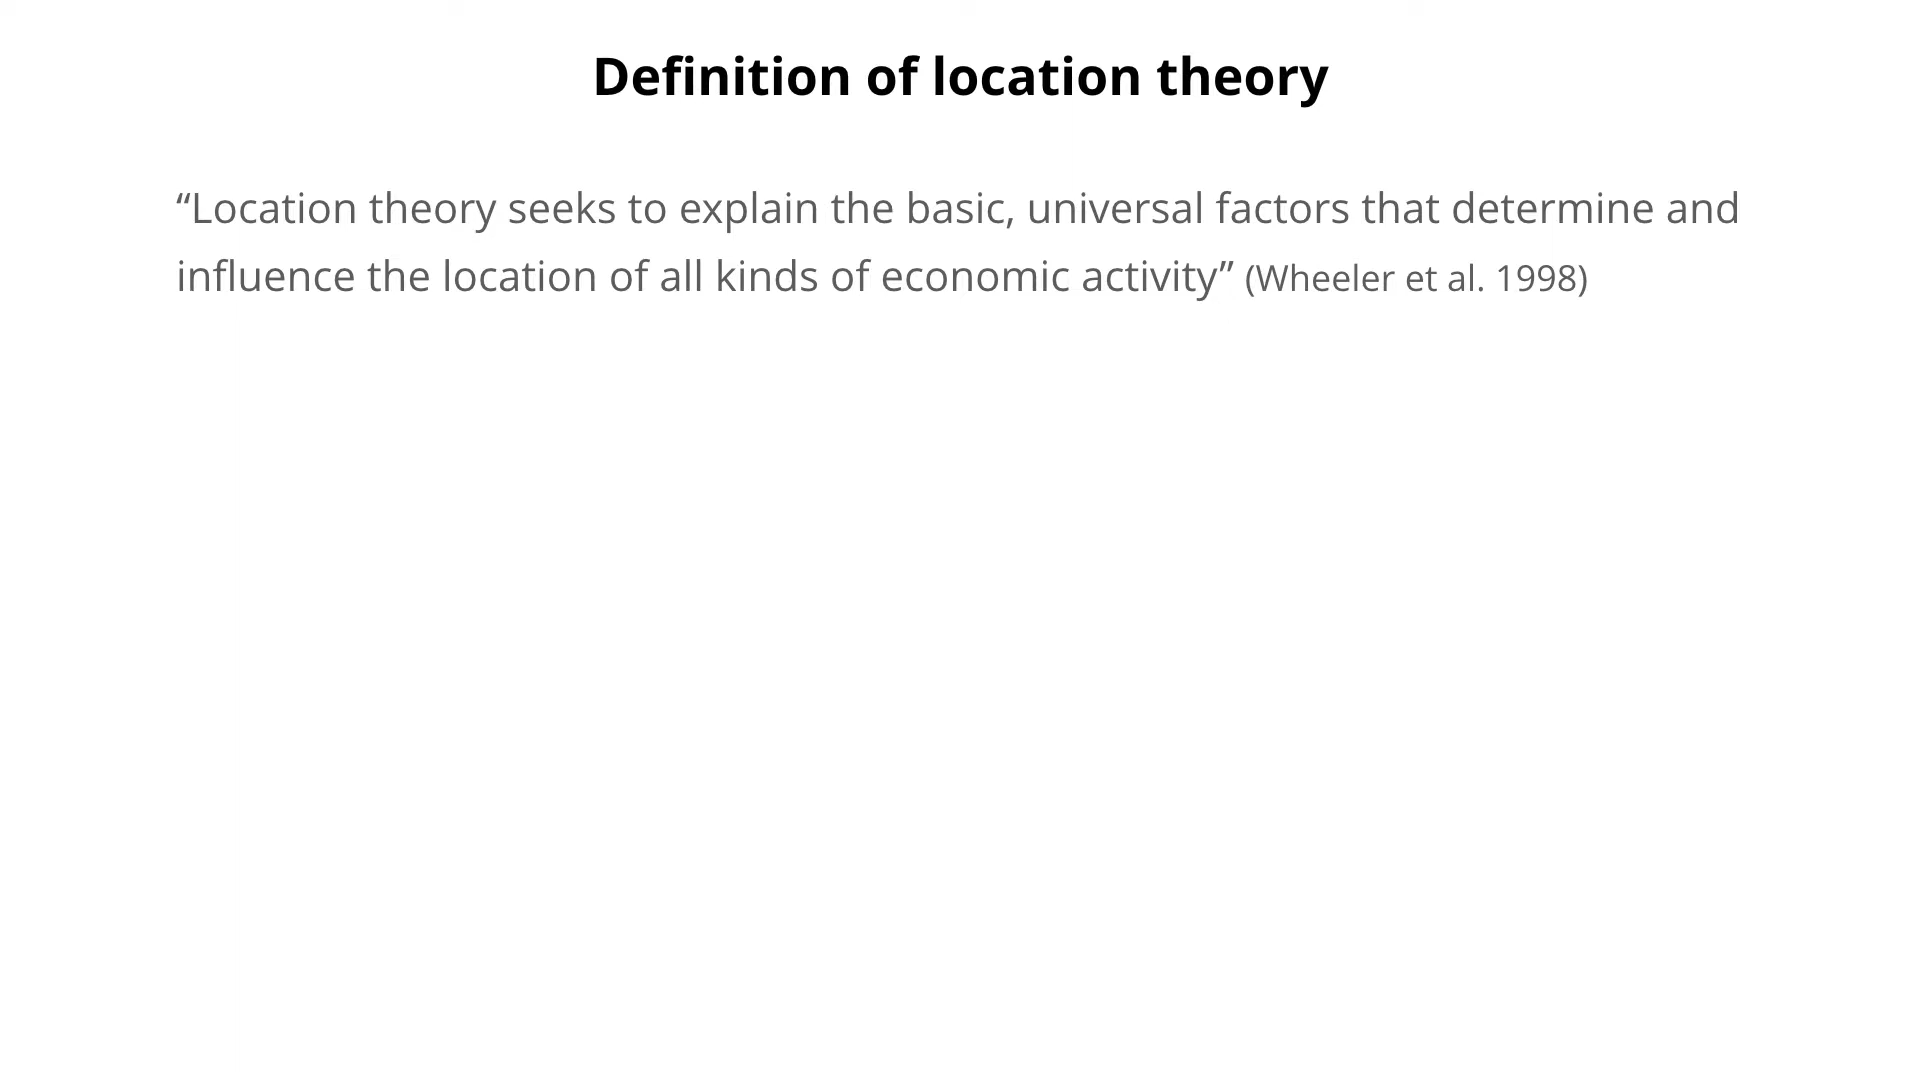 Definition of location theory
“Location theory seeks to explain the basic, universal factors that determine and
influence the location of all kinds of economic activity” (Wheeler et al. 1998)